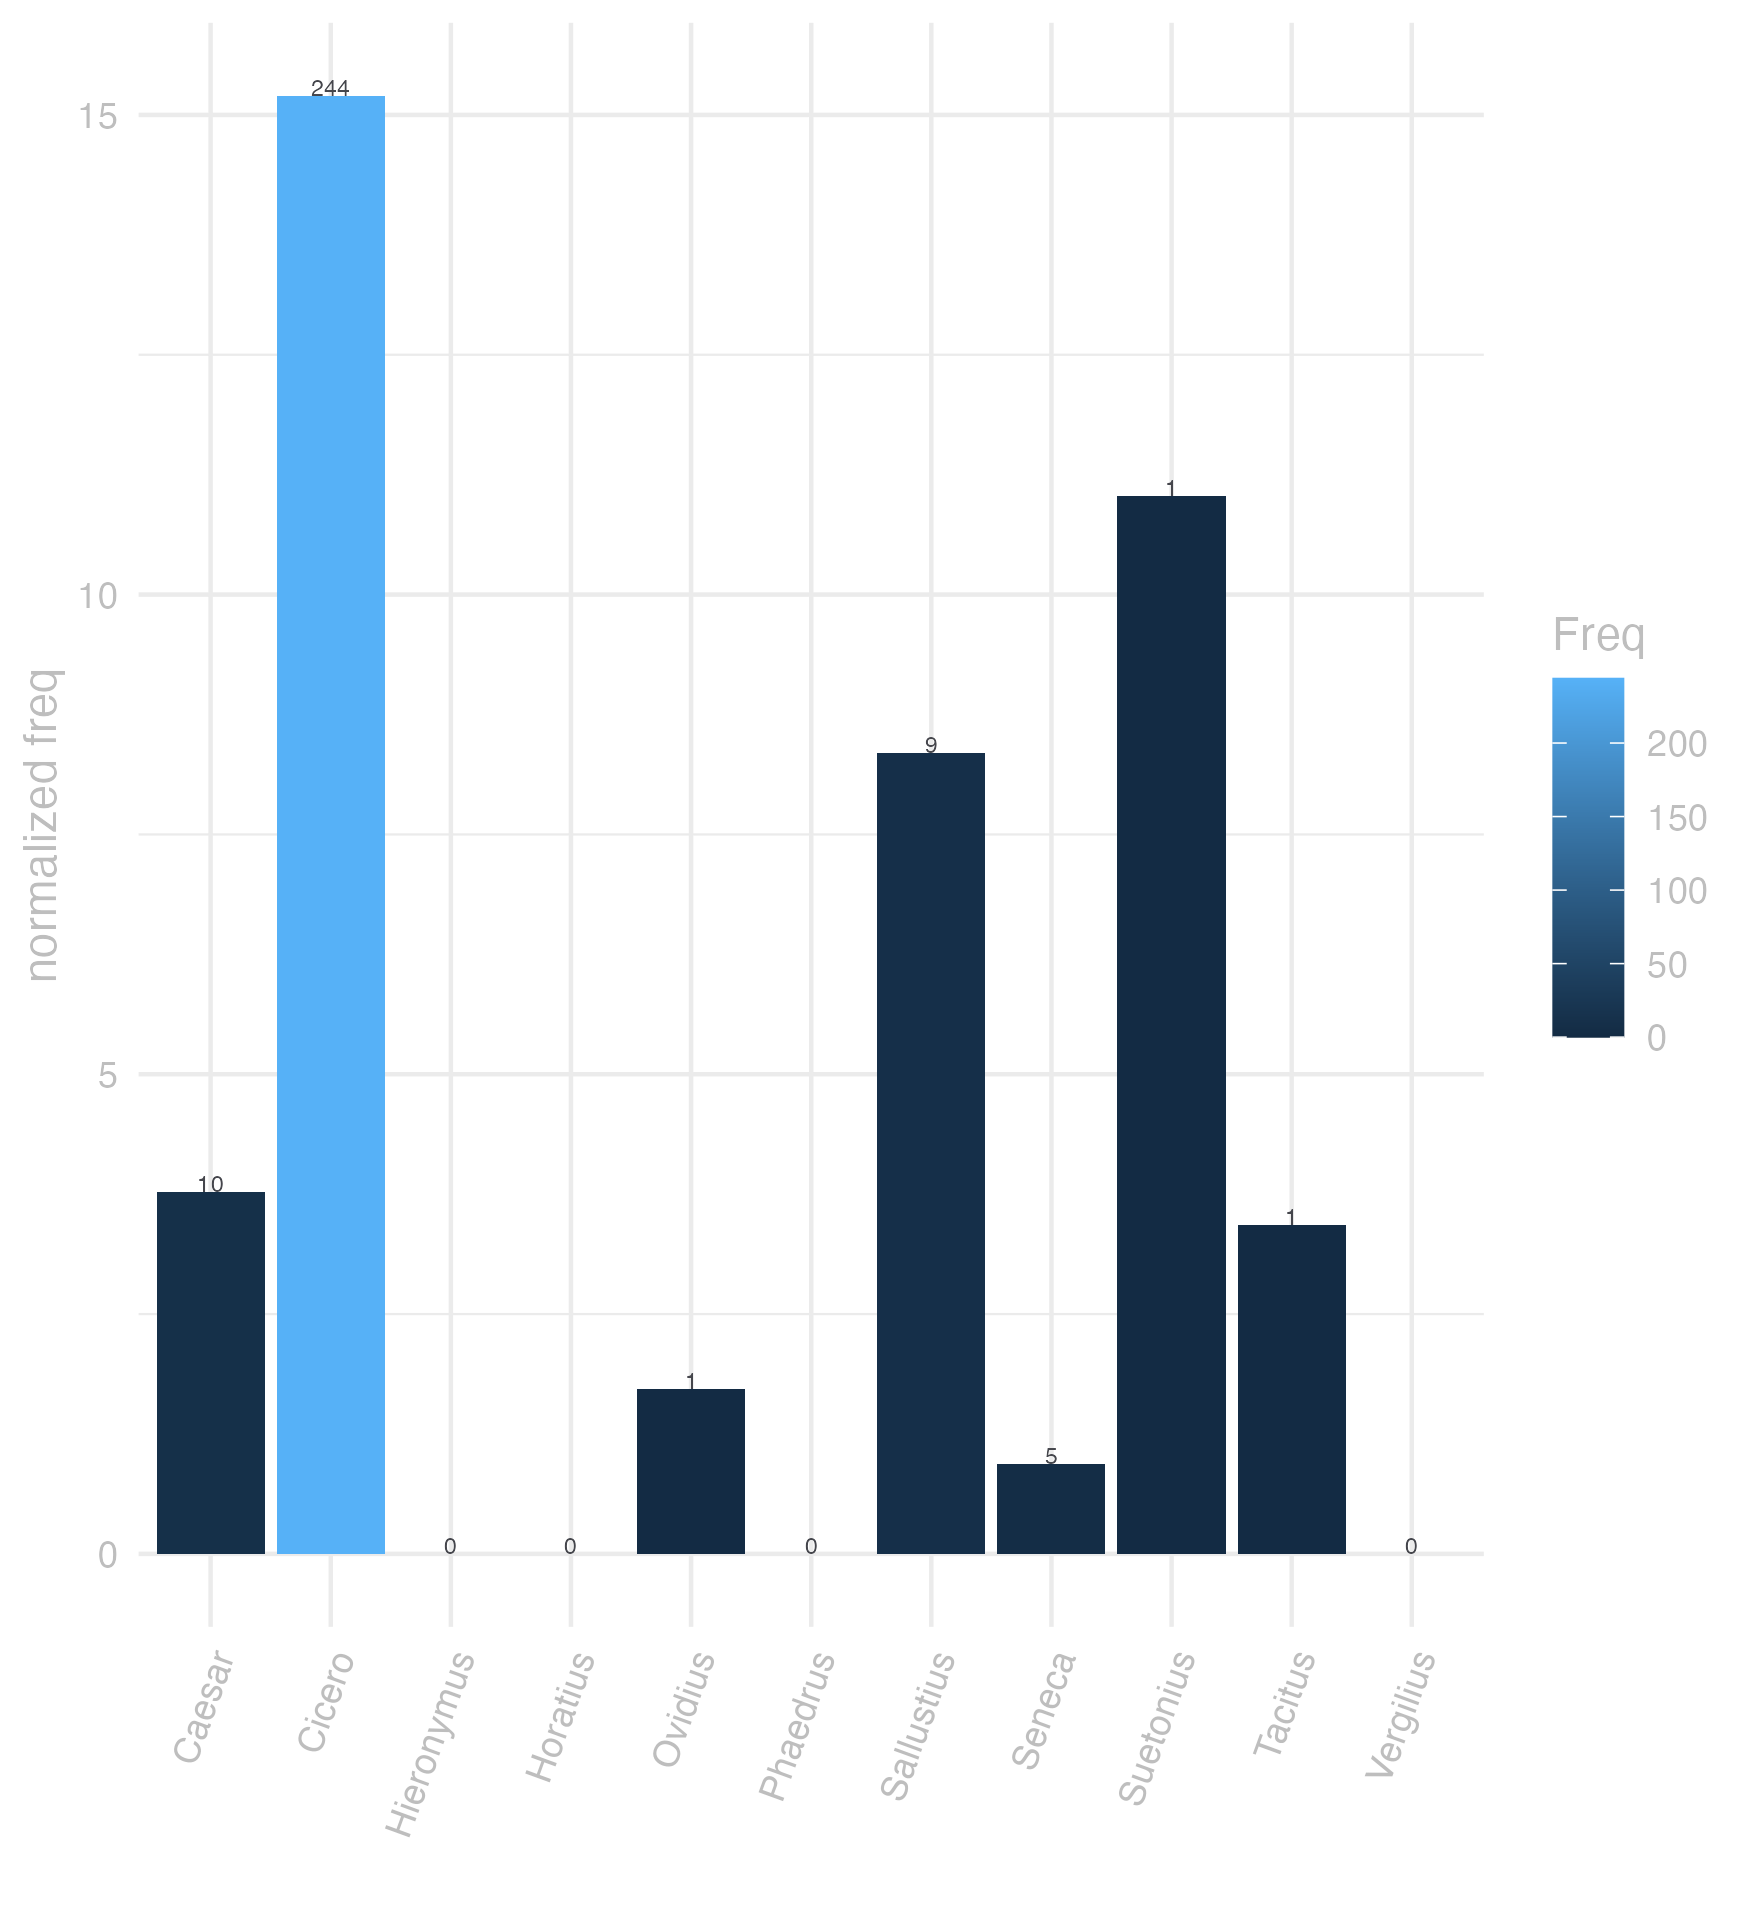 244
15
1
10
9
5
10
1
1
5
0
0
0
0
0
normalized freq
Caesar
Cicero
Hieronymus
Horatius
Ovidius
Phaedrus
Sallustius
Seneca
Suetonius
Tacitus
Vergilius
Freq
200
150
100
50
0